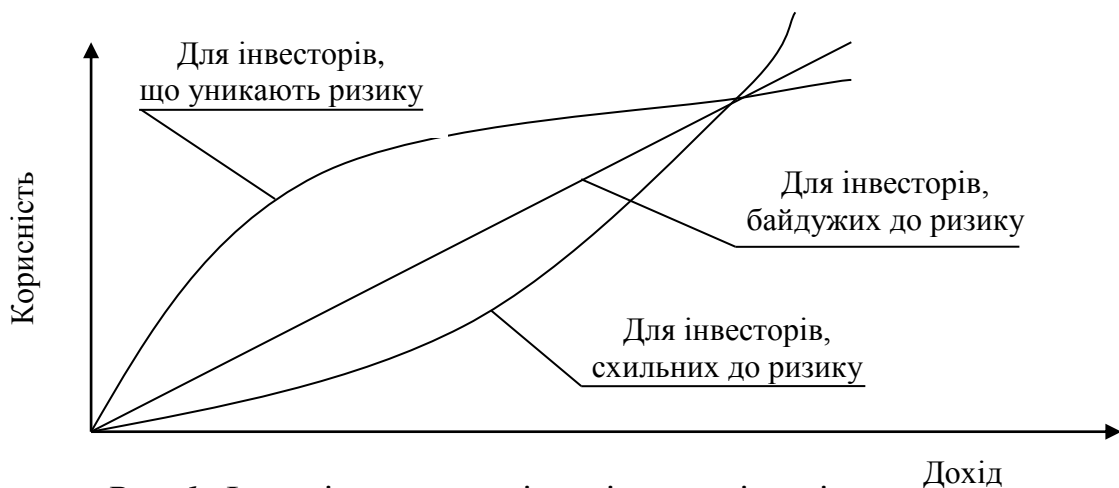 Для інвесторів,
що уникають ризику
Корисність
Для інвесторів,
байдужих до ризику
Для інвесторів,
схильних до ризику
Дохід